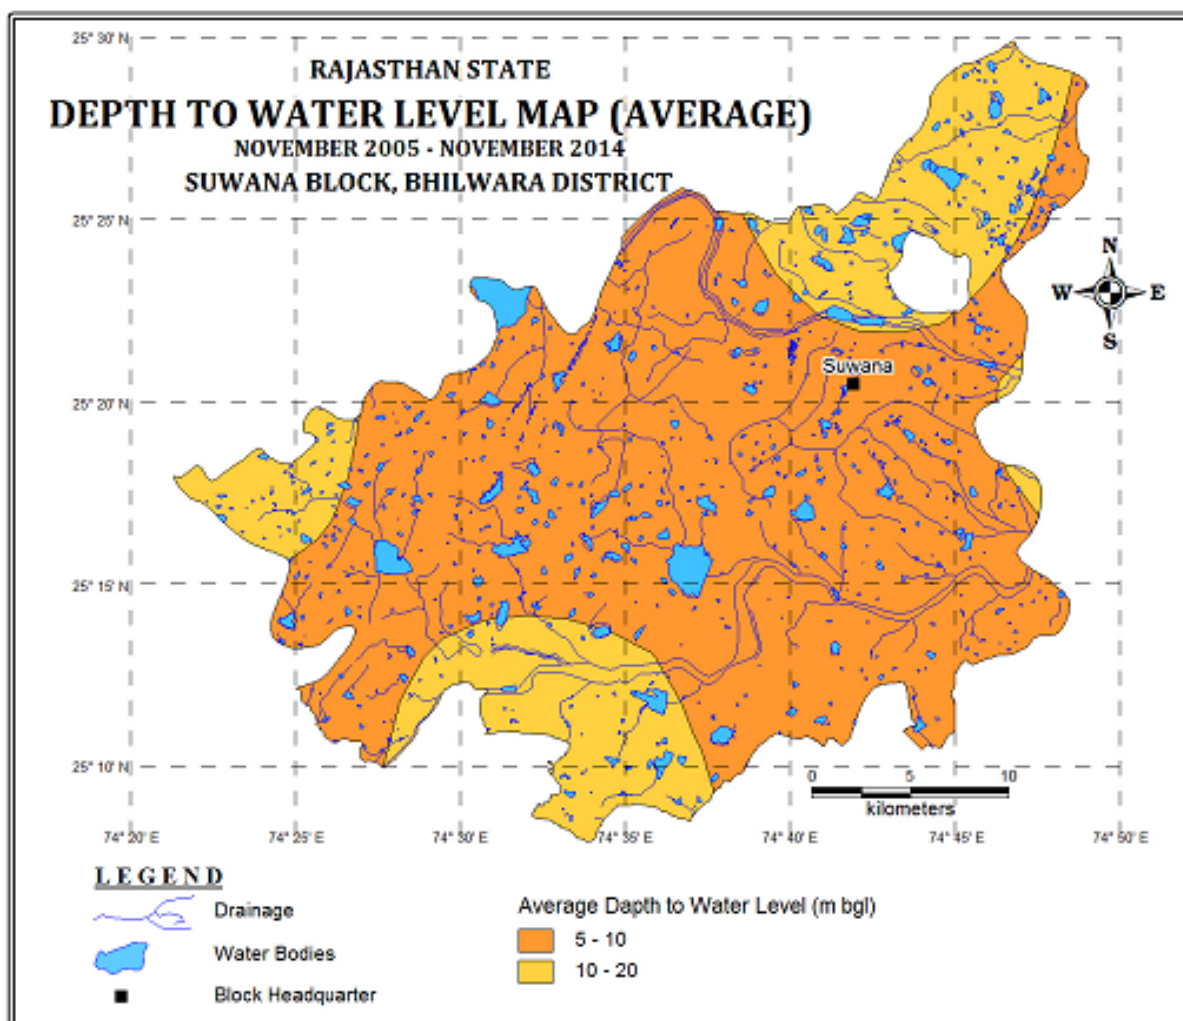 25° 30' N
RAJASTHAN STATE
DEPTH TO WATER LEVEL MAP (AVERAGE)
NOVEMBER 2005 - NOVEMBER 2014
SUWANA BLOCK, BHILWARA DISTRICT
25° 25' N
N
W E
S
Suwana
25° 20' N
25° 15' N
25° 10' N
0 5 10
kilometers
74° 20' E 74° 25' E 74° 30' E 74° 35' E 74° 40' E 74° 45' E 74° 50' E
LEGEND
Drainage
Water Bodies
Block Headquarter
Average Dapth to Water Level (m bgl)
5 - 10
10 - 20